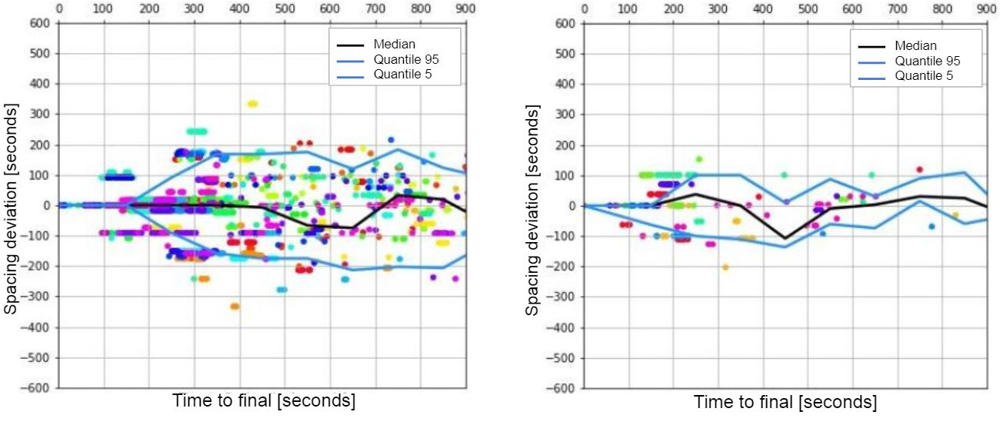 0 100 200 300 400 500 600 700 800 900
600
500
400
300
200
100
0
−100
−200
−300
−400
−500
−600
Spacing deviation [seconds]
Median
Quantile 95
Quantile 5
Time to final [seconds]
0 100 200 300 400 500 600 700 800 900
600
500
400
300
200
100
0
−100
−200
−300
−400
−500
−600
Spacing deviation [seconds]
Median
Quantile 95
Quantile 5
Time to final [seconds]